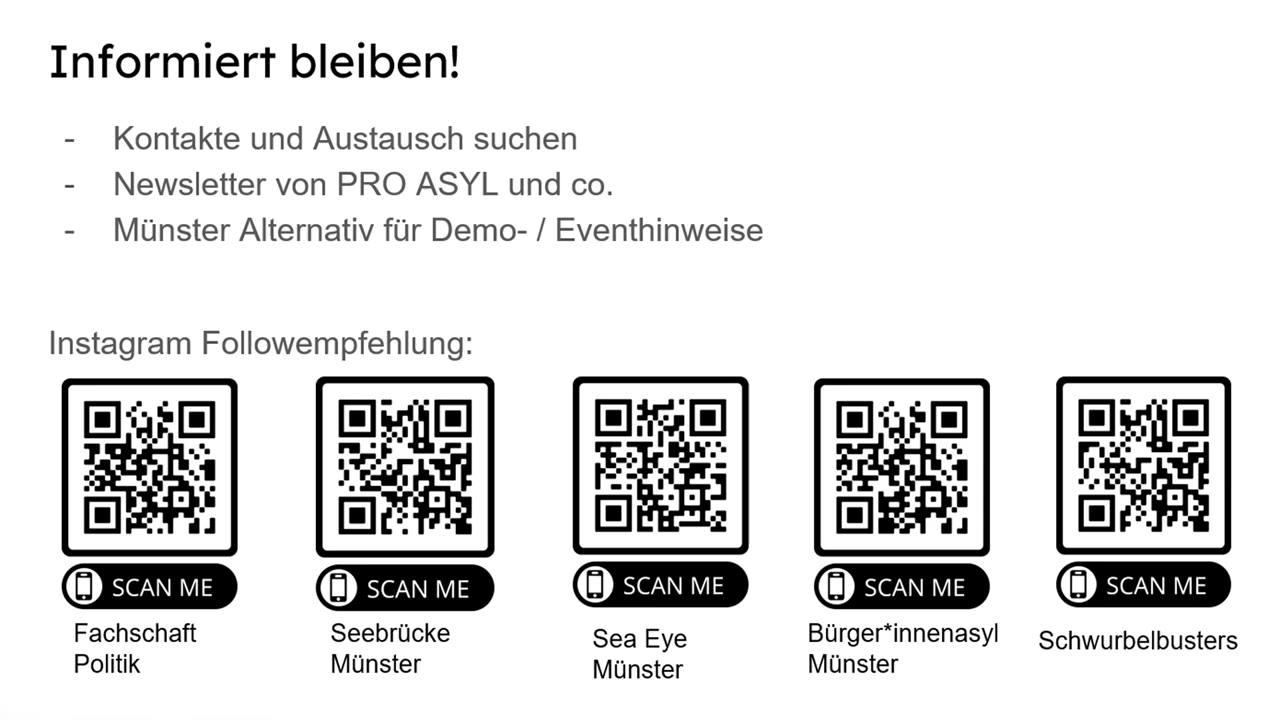 Informiert bleiben!
- Kontakte und Austausch suchen
- Newsletter von PRO ASYL und co.
- Münster Alternativ für Demo- / Eventhinweise
Instagram Followempfehlung:
SCAN ME
SCAN ME
SCAN ME
SCAN ME
SCAN ME
Fachschaft
Politik
Seebrücke
Münster
Sea Eye
Münster
Bürger*innenasyl
Münster
Schwurbelbusters